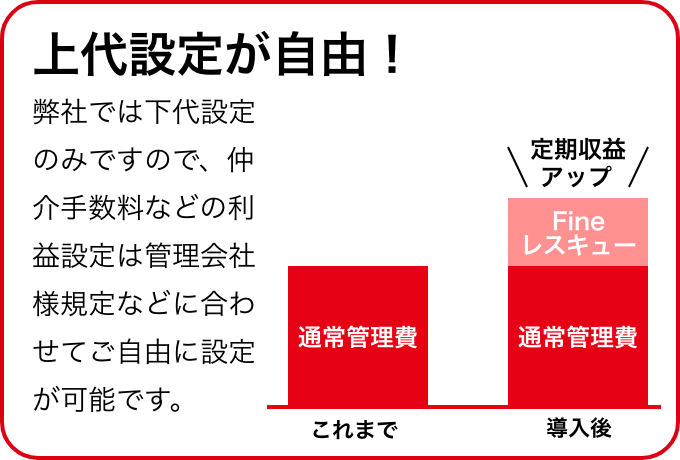 上代設定が自由！
弊社では下代設定
のみですので、仲
介手数料などの利
益設定は管理会社
様規定などに合わ
せてご自由に設定
が可能です。
定期収益
アップ
Fine
レスキュー
通常管理費
通常管理費
これまで
導入後